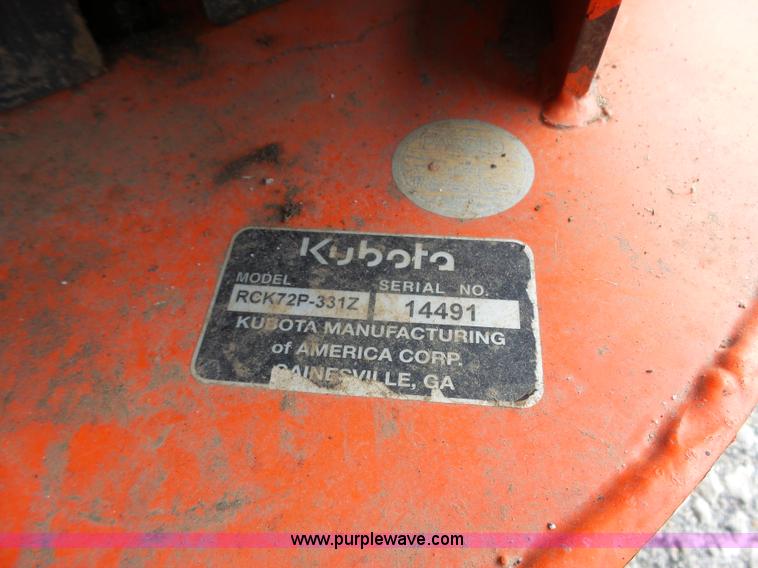 Kubota
MODEL SERIAL NO.
RCK72P-331Z 14491
KUBOTA MANUFACTURING
of AMERICA CORP.
GAINESVILLE, GA
www.purplewave.com